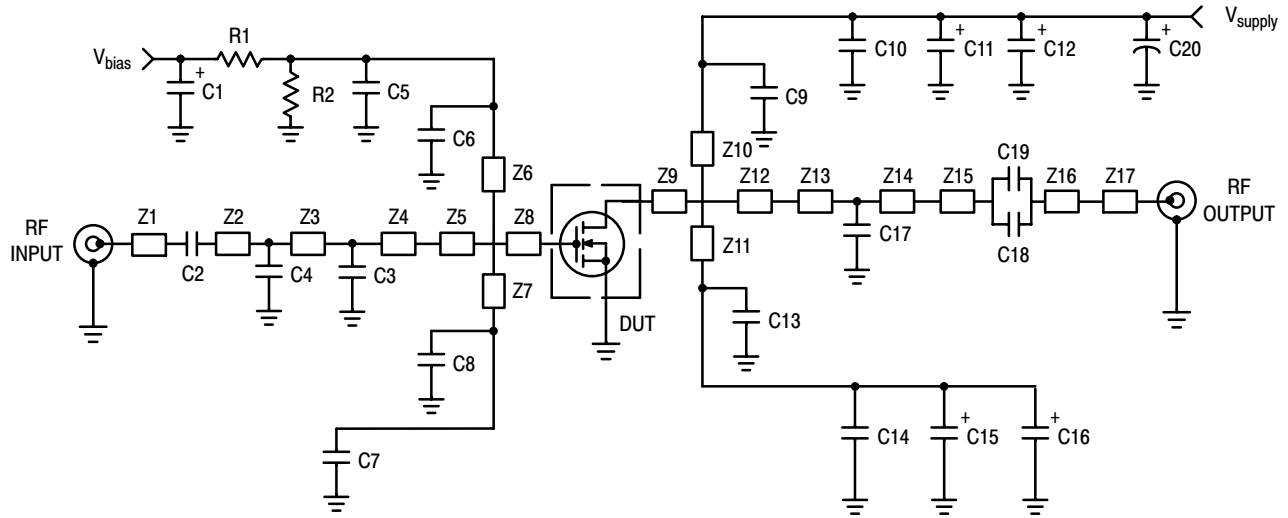 V_supply
V_bias
R1
+
C1
R2
C5
C10
+
C11
+
C12
+
C20
C9
C6
Z6
Z10
C19
RF
INPUT
Z1
C2
Z2
Z3
Z4
Z5
Z8
Z9
Z12
Z13
Z14
Z15
Z16
Z17
RF
OUTPUT
C4
C3
Z7
Z11
C17
C18
DUT
C13
C8
C7
C14
+
C15
+
C16